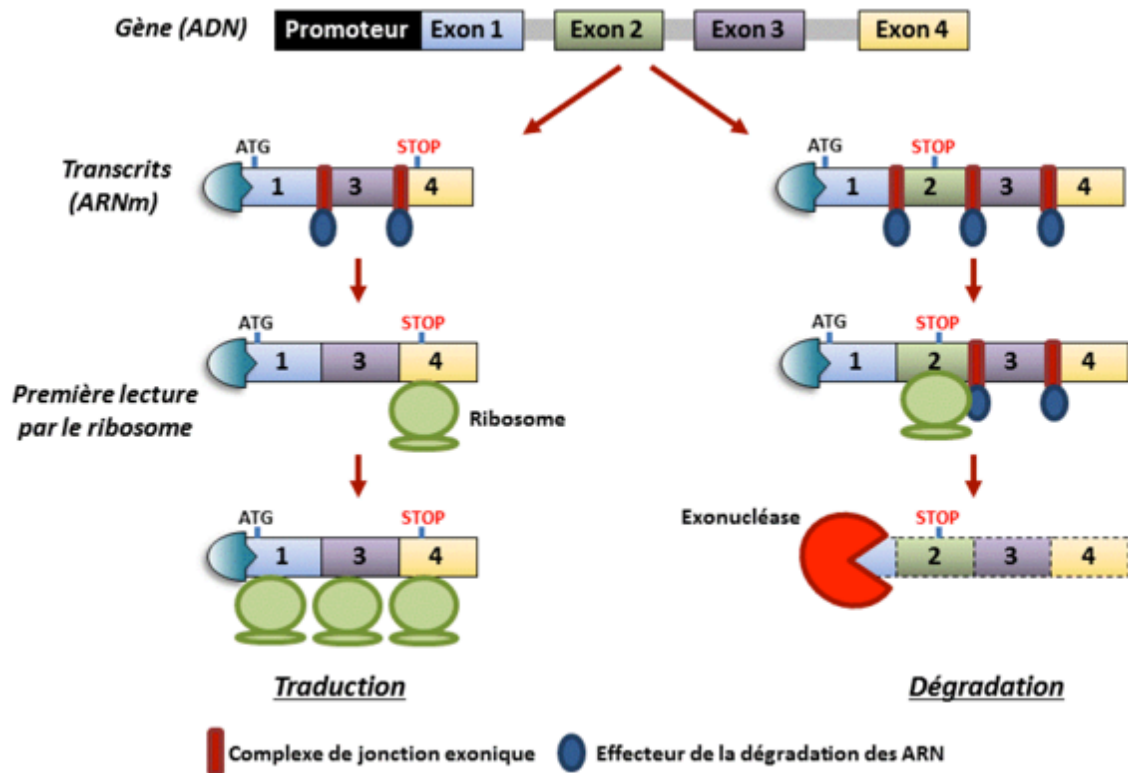 Gène (ADN)
Promoteur Exon 1 Exon 2 Exon 3 Exon 4
Transcrits
(ARNm)
ATG STOP
1 3 4
ATG STOP
1 2 3 4
Première lecture
par le ribosome
ATG STOP
1 3 4
Ribosome
ATG STOP
1 2 3 4
ATG STOP
1 3 4
Exonucléase
STOP
2 3 4
Traduction
Dégradation
Complexe de jonction exonique
Effecteur de la dégradation des ARN